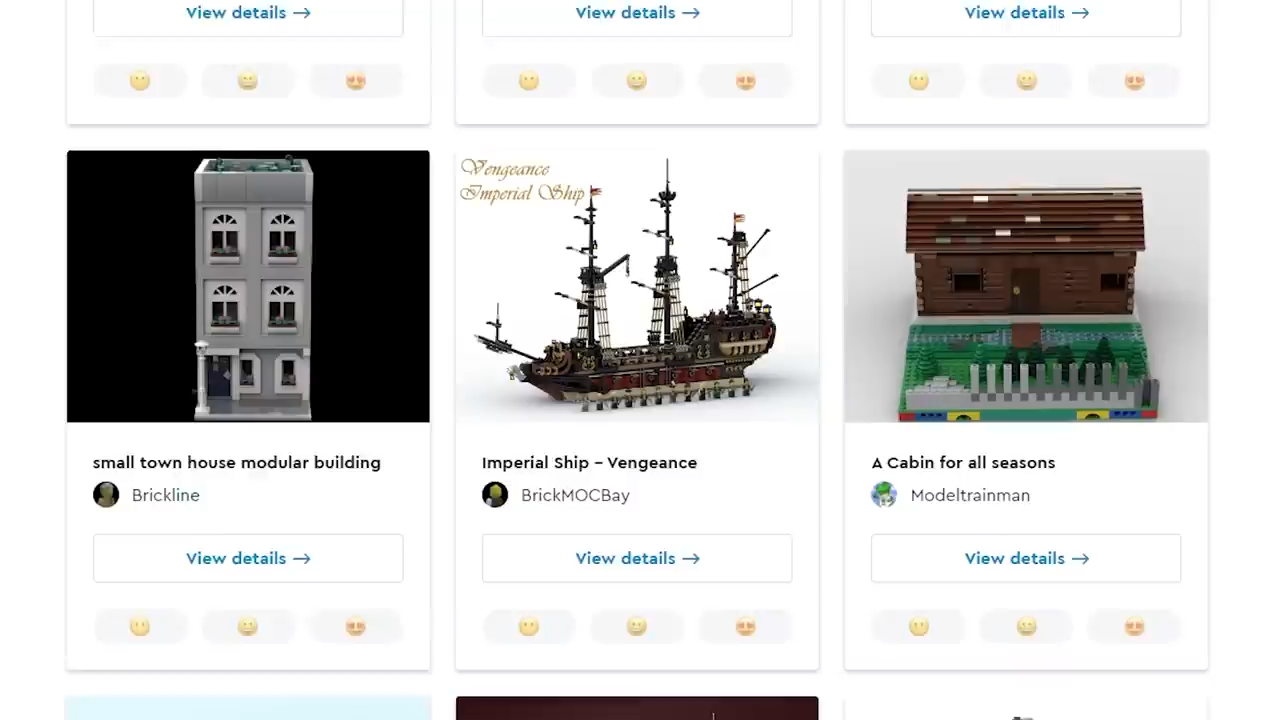 View details →
View details →
View details →
Vengeance
Imperial Ship
small town house modular building
Imperial Ship - Vengeance
A Cabin for all seasons
Brickline
BrickMOCBay
Modeltrainman
View details →
View details →
View details →